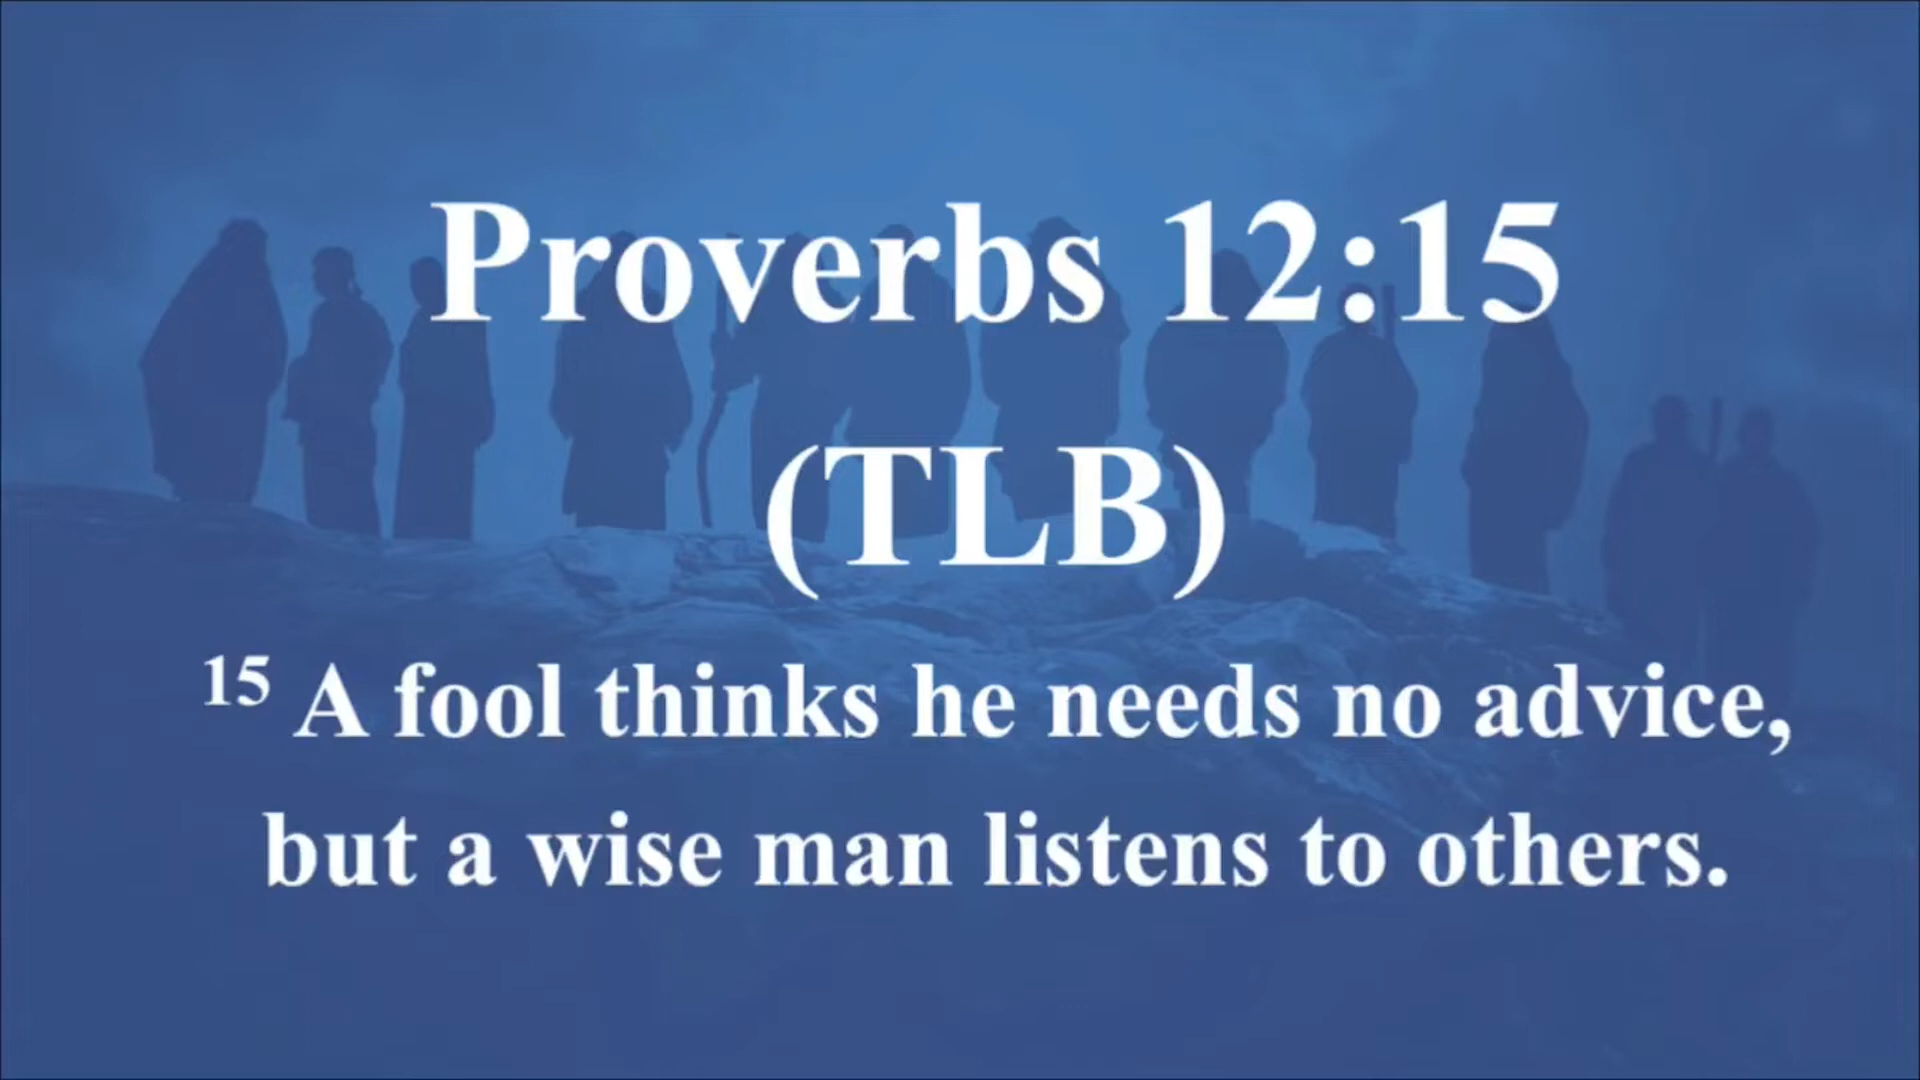 Proverbs 12:15
(TLB)
15 A fool thinks he needs no advice,
but a wise man listens to others.